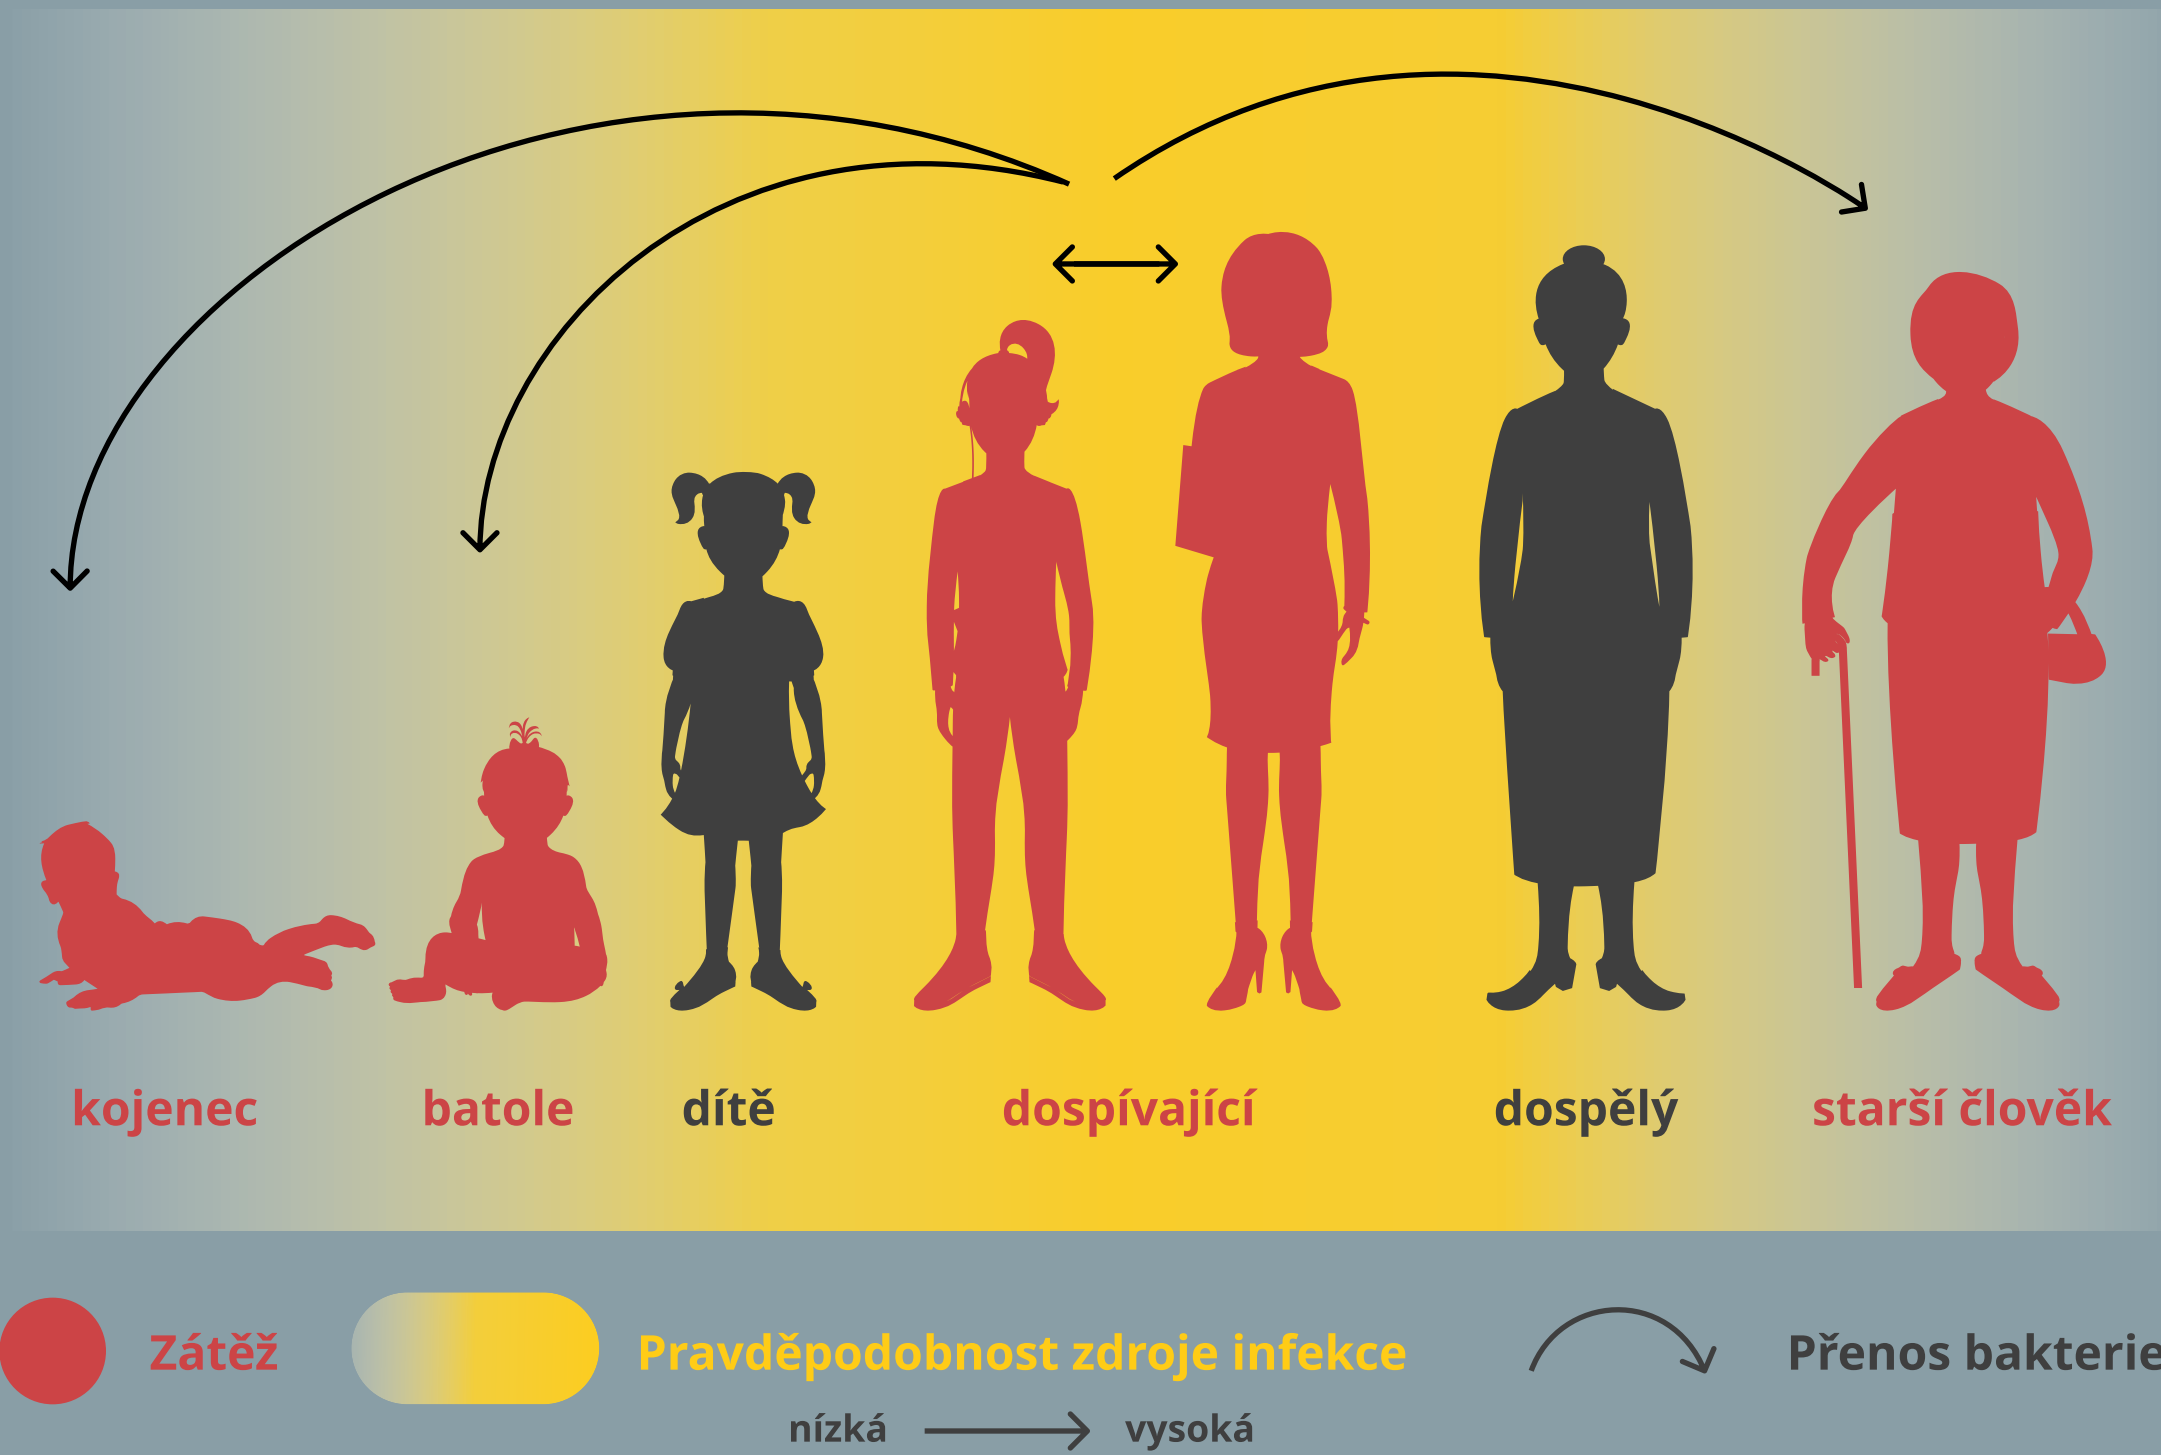 kojenec batole dítě dospívající dospělý starší člověk
Zátěž Pravděpodobnost zdroje infekce Přenos bakterie
nízká vysoká